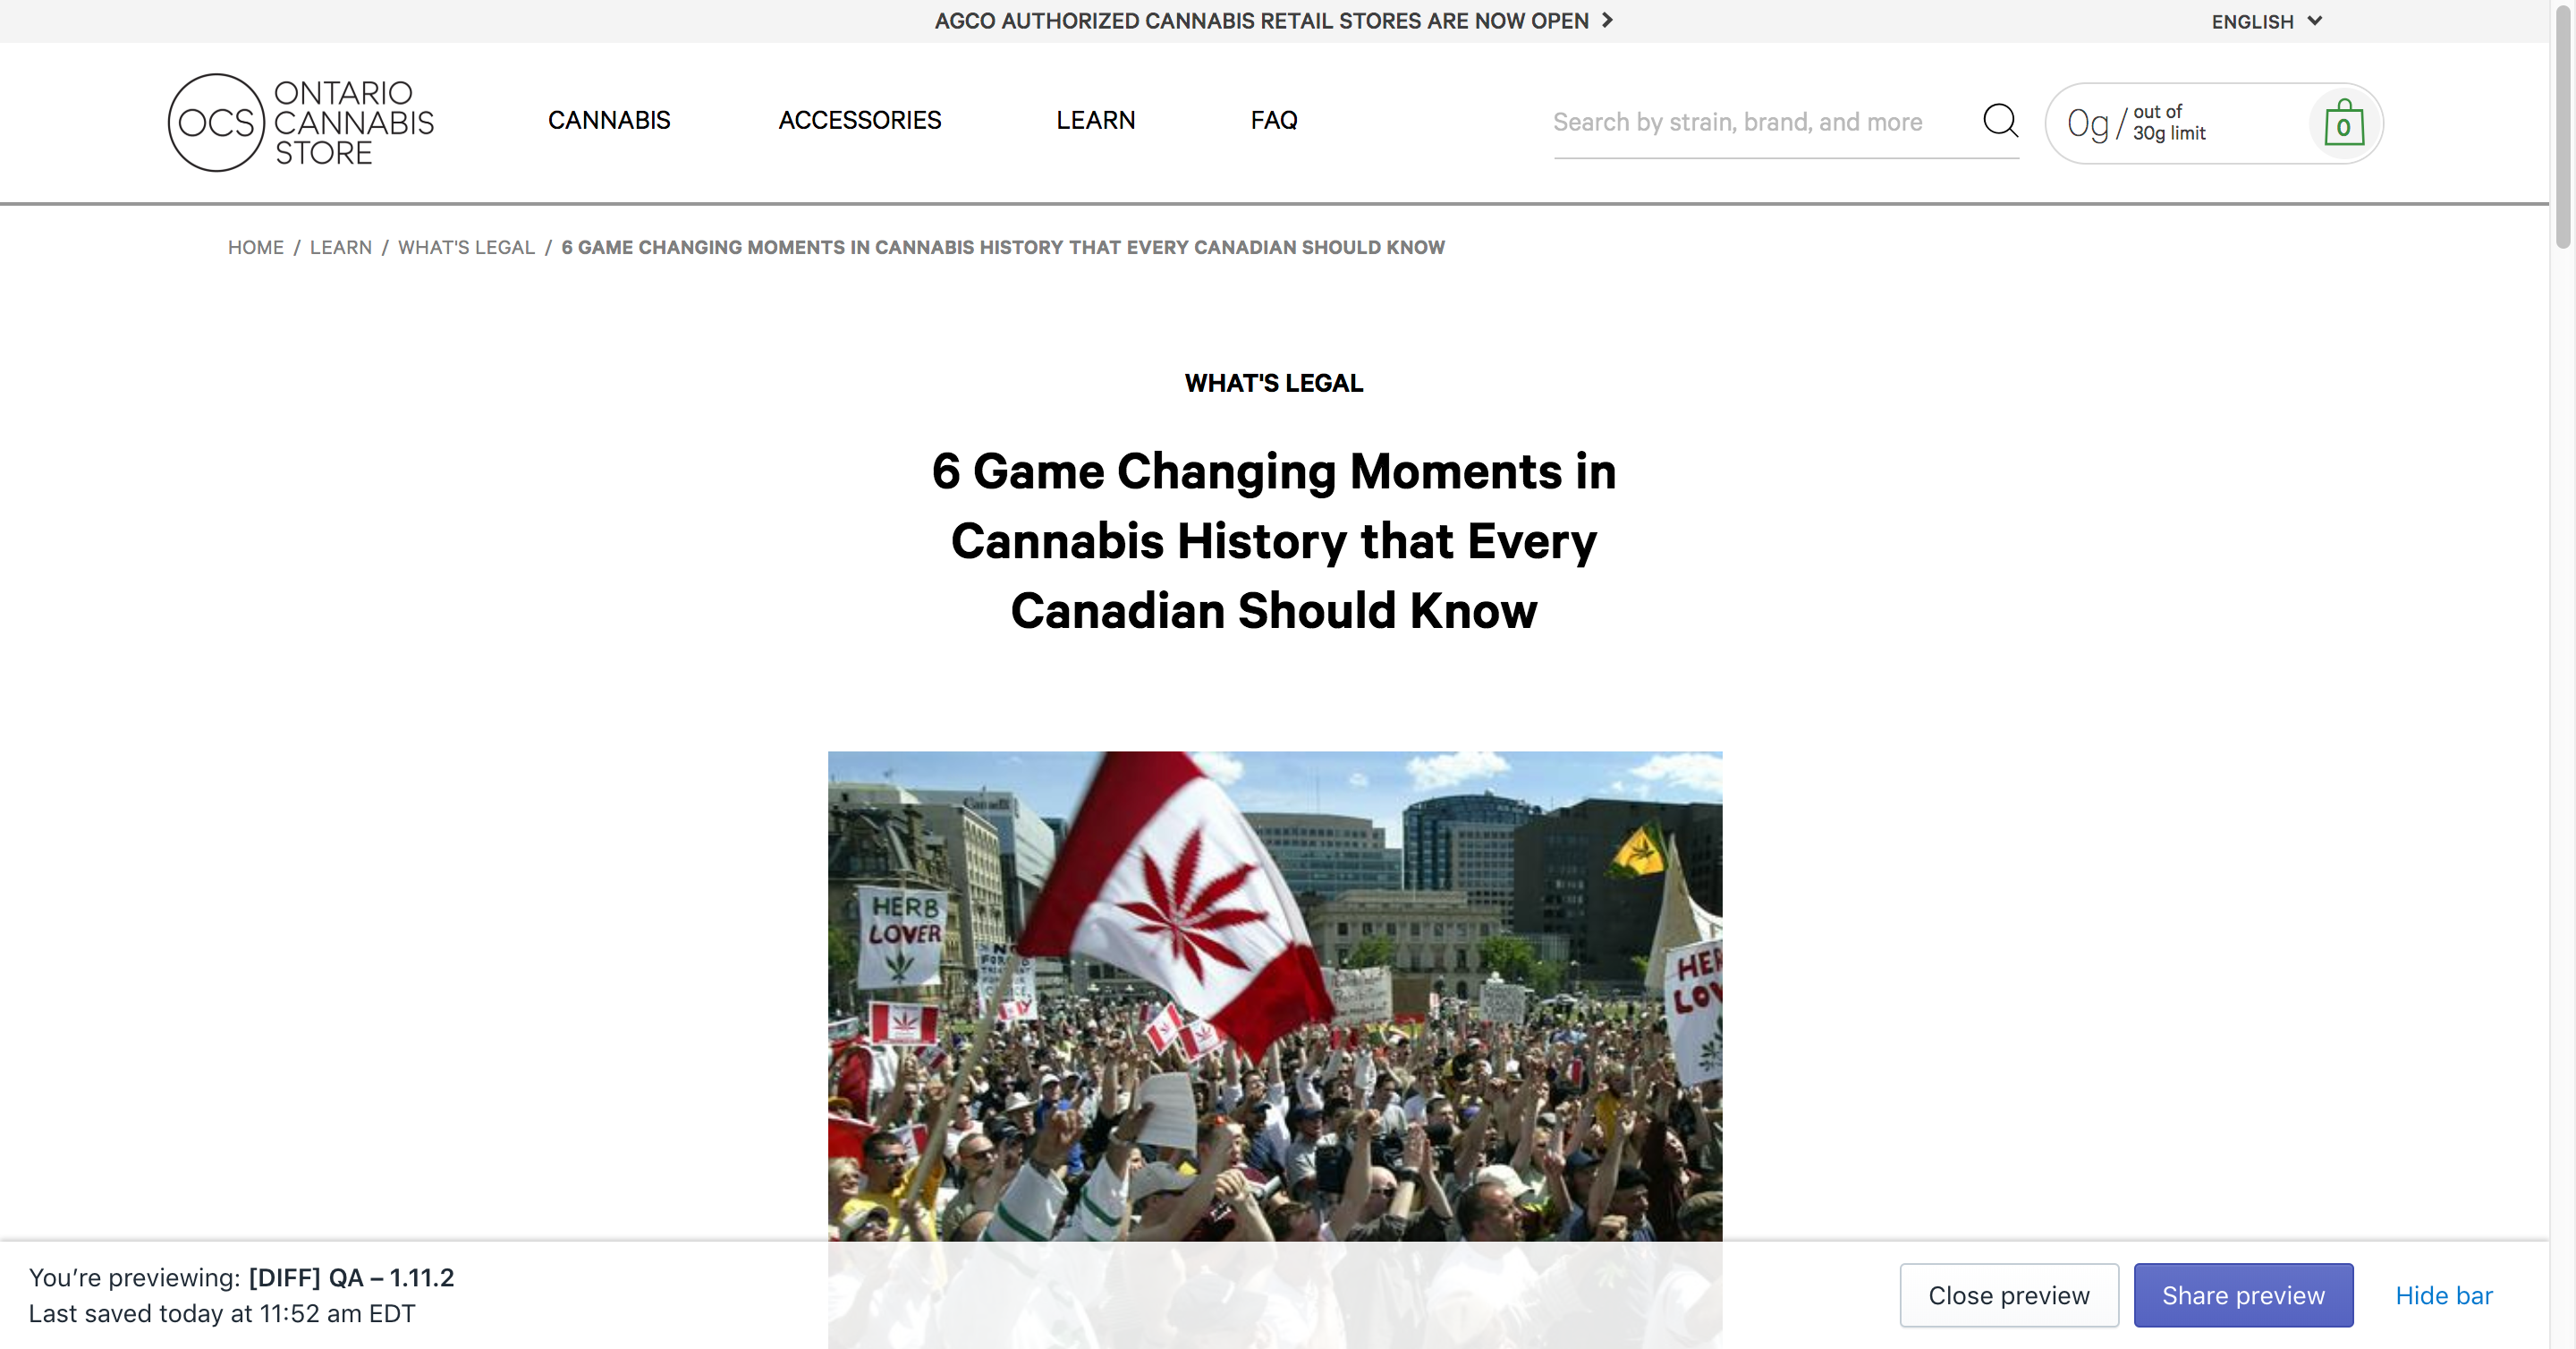 AGCO AUTHORIZED CANNABIS RETAIL STORES ARE NOW OPEN
ENGLISH
OCS ONTARIO
CANNABIS
STORE
CANNABIS
ACCESSORIES
LEARN
FAQ
Search by strain, brand, and more
0g / out of
30g limit
0
HOME / LEARN / WHAT'S LEGAL / 6 GAME CHANGING MOMENTS IN CANNABIS HISTORY THAT EVERY CANADIAN SHOULD KNOW
WHAT'S LEGAL
6 Game Changing Moments in
Cannabis History that Every
Canadian Should Know
Canada
HERB
LOVER
You’re previewing: [DIFF] QA – 1.11.2
Last saved today at 11:52 am EDT
Close preview
Share preview
Hide bar